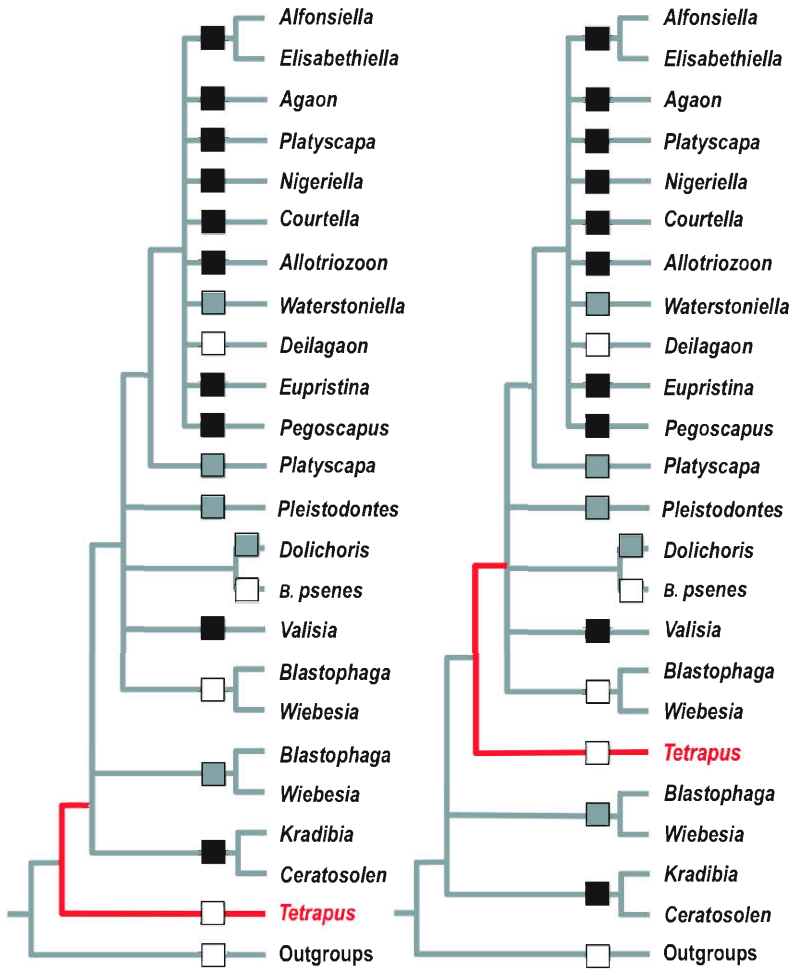 Alfonsiella
Elisabethiella
Agaon
Platyscapa
Nigeriella
Courtella
Allotriozoon
Waterstoniella
Deilagaon
Eupristina
Pegoscapus
Platyscapa
Pleistodontes
Dolichoris
B. psenes
Valisia
Blastophaga
Wiebesia
Blastophaga
Wiebesia
Kradibia
Ceratosolen
Tetrapus
Outgroups
Alfonsiella
Elisabethiella
Agaon
Platyscapa
Nigeriella
Courtella
Allotriozoon
Waterstoniella
Deilagaon
Eupristina
Pegoscapus
Platyscapa
Pleistodontes
Dolichoris
B. psenes
Valisia
Blastophaga
Wiebesia
Tetrapus
Blastophaga
Wiebesia
Kradibia
Ceratosolen
Outgroups